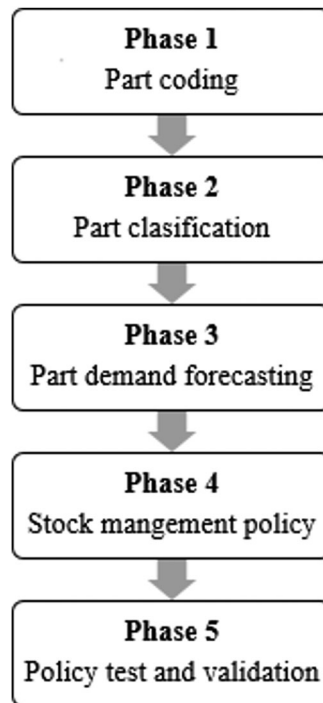 Phase 1
Part coding
Phase 2
Part clasification
Phase 3
Part demand forecasting
Phase 4
Stock mangement policy
Phase 5
Policy test and validation